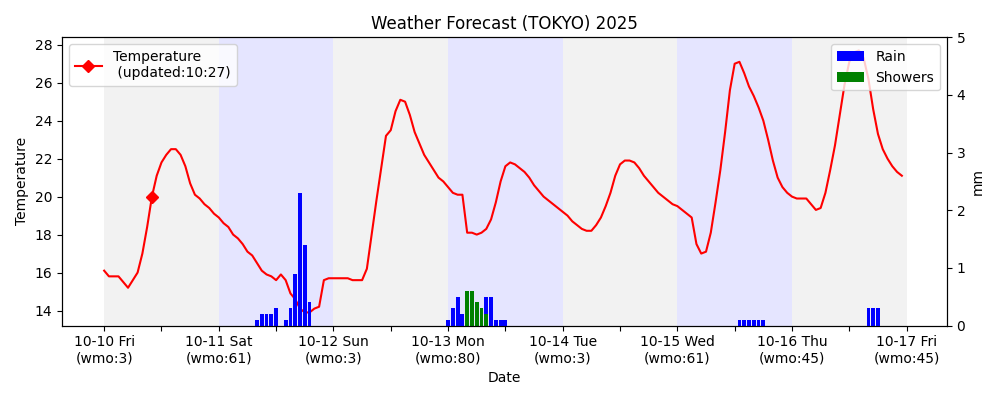 Weather Forecast (TOKYO) 2025
Temperature
(updated:10:27)
Rain
Showers
Temperature
28
26
24
22
20
18
16
14
5
4
3
2
1
0
mm
10-10 Fri
(wmo:3)
10-11 Sat
(wmo:61)
10-12 Sun
(wmo:3)
10-13 Mon
(wmo:80)
10-14 Tue
(wmo:3)
10-15 Wed
(wmo:61)
10-16 Thu
(wmo:45)
10-17 Fri
(wmo:45)
Date